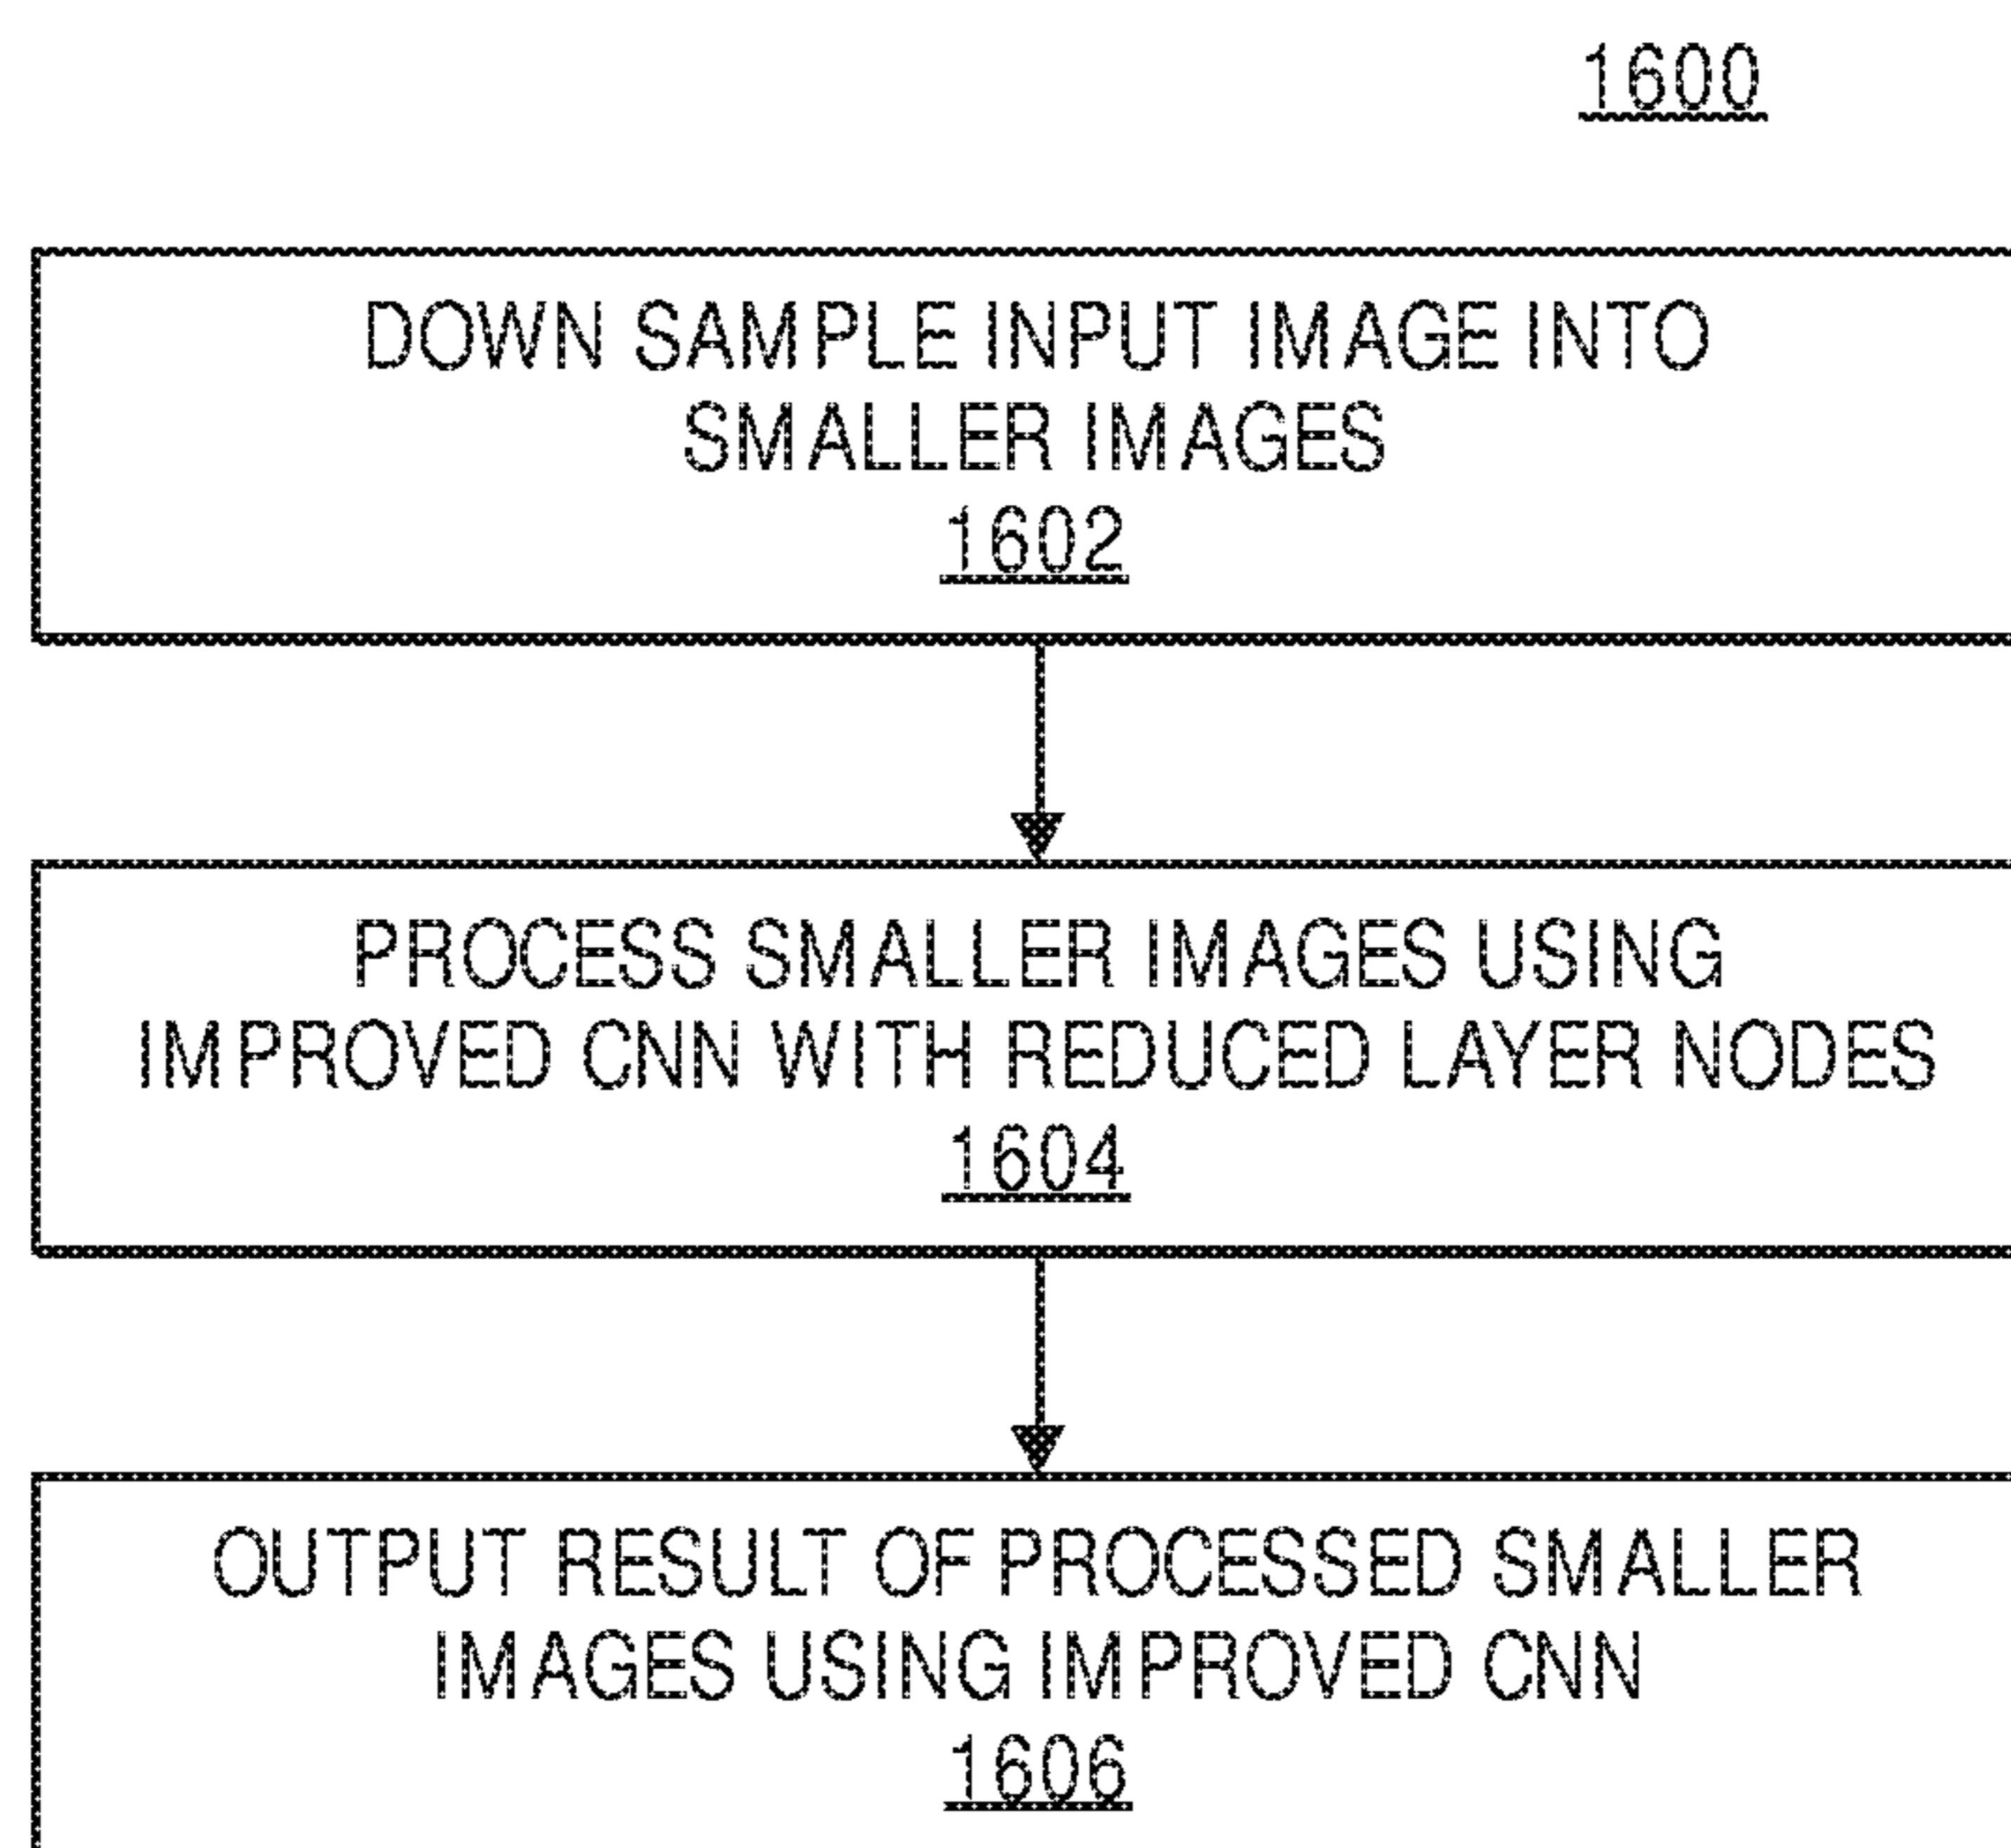 1600
DOWN SAMPLE INPUT IMAGE INTO
SMALLER IMAGES
1602
PROCESS SMALLER IMAGES USING
IMPROVED CNN WITH REDUCED LAYER NODES
1604
OUTPUT RESULT OF PROCESSED SMALLER
IMAGES USING IMPROVED CNN
1606